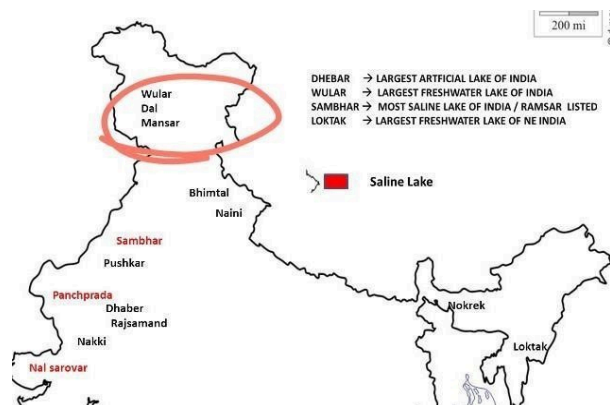 200 mi
DHEBAR → LARGEST ARTFICIAL LAKE OF INDIA
WULAR → LARGEST FRESHWATER LAKE OF INDIA
SAMBHAR → MOST SALINE LAKE OF INDIA / RAMSAR LISTED
LOKTAK → LARGEST FRESHWATER LAKE OF NE INDIA
Wular
Dal
Mansar
Saline Lake
Bhimtal
Naini
Sambhar
Pushkar
Panchprada
Dhaber
Rajsamand
Nakki
Nal sarovar
Nokrek
Loktak